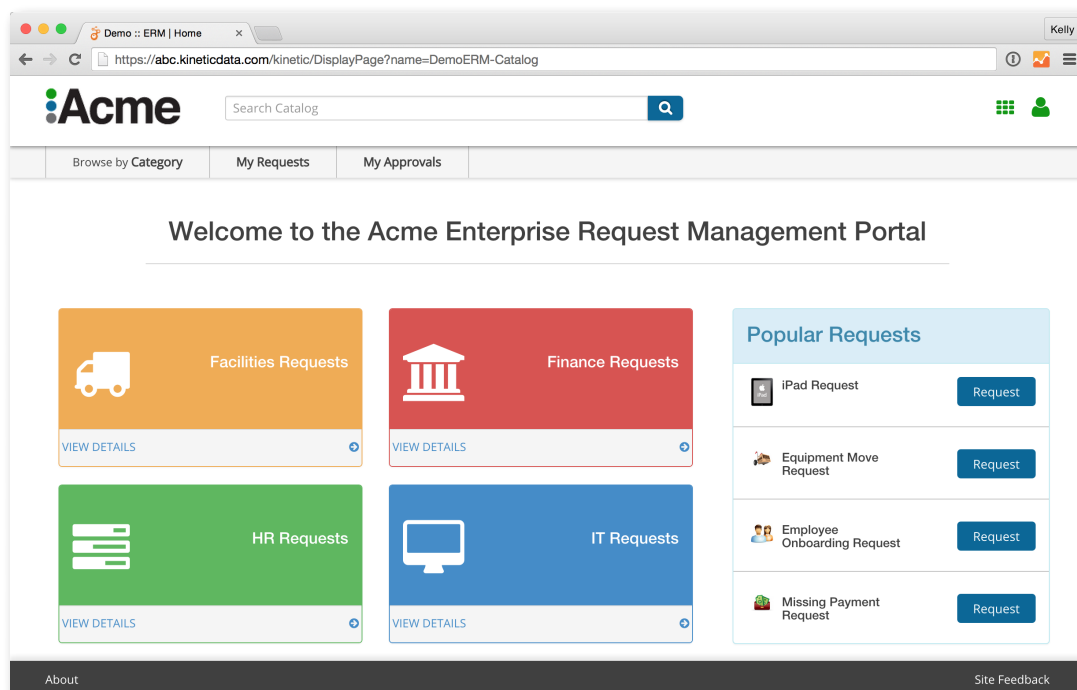 Demo :: ERM | Home
Kelly
https://abc.kineticdata.com/kinetic/DisplayPage?name=DemoERM-Catalog
Acme
Search Catalog
Browse by Category
My Requests
My Approvals
Welcome to the Acme Enterprise Request Management Portal
Facilities Requests
VIEW DETAILS
Finance Requests
VIEW DETAILS
HR Requests
VIEW DETAILS
IT Requests
VIEW DETAILS
Popular Requests
iPad
iPad Request
Request
Equipment Move
Request
Request
Employee
Onboarding Request
Request
Missing Payment
Request
Request
About
Site Feedback